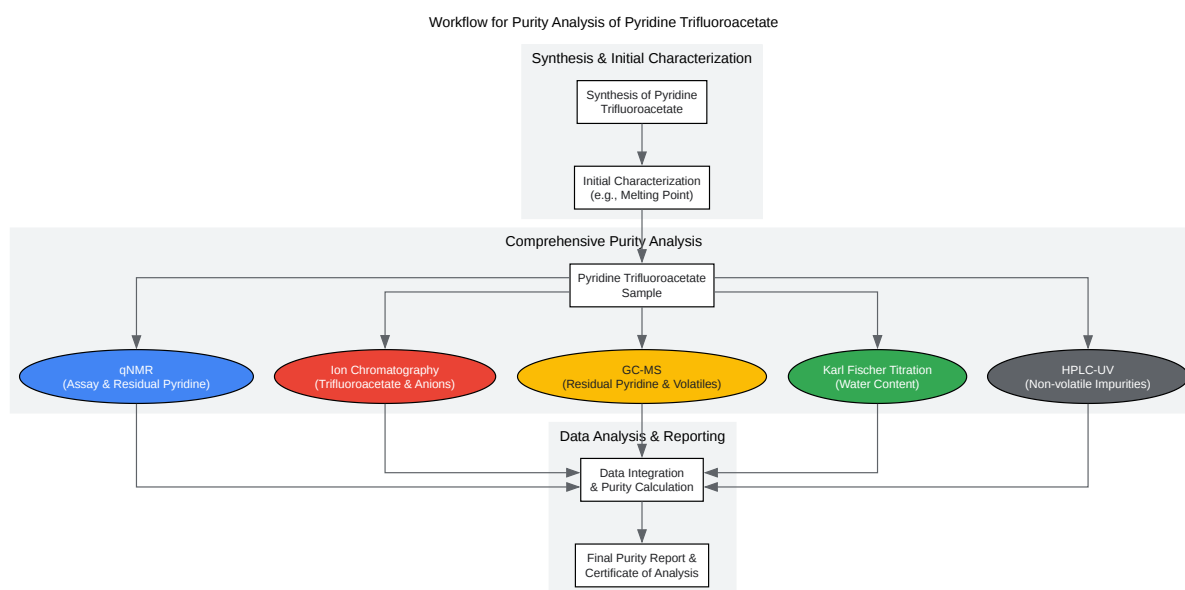 Workflow for Purity Analysis of Pyridine Trifluoroacetate
Synthesis & Initial Characterization
Synthesis of Pyridine
Trifluoroacetate
Initial Characterization
(e.g., Melting Point)
Comprehensive Purity Analysis
Pyridine Trifluoroacetate
Sample
qNMR
(Assay & Residual Pyridine)
Ion Chromatography
(Trifluoroacetate & Anions)
GC-MS
(Residual Pyridine & Volatiles)
Karl Fischer Titration
(Water Content)
HPLC-UV
(Non-volatile Impurities)
Data Analysis & Reporting
Data Integration
& Purity Calculation
Final Purity Report &
Certificate of Analysis